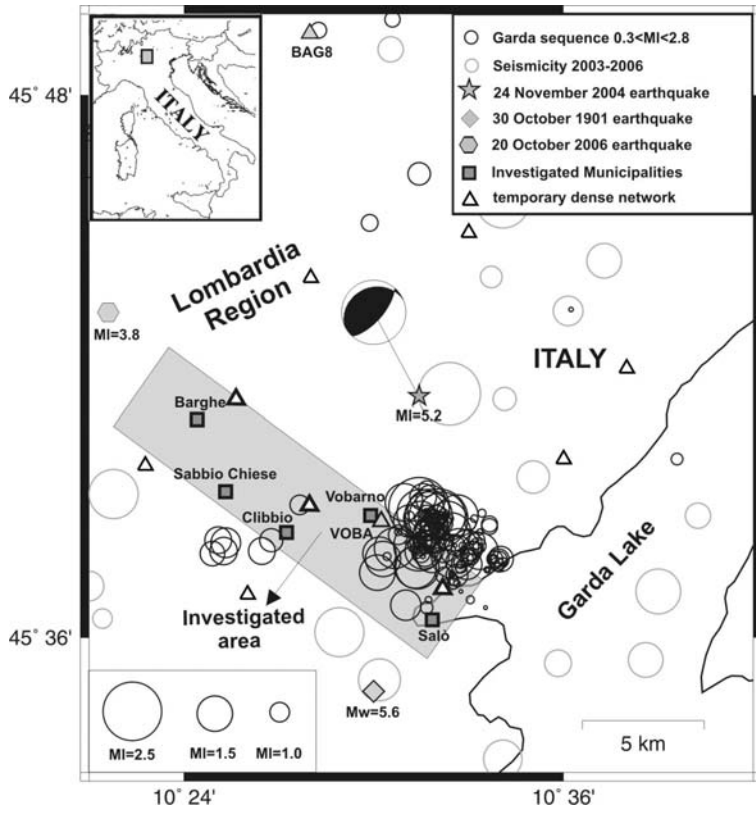 BAG8
Garda sequence 0.3<Ml<2.8
Seismicity 2003-2006
24 November 2004 earthquake
30 October 1901 earthquake
20 October 2006 earthquake
Investigated Municipalities
temporary dense network
ITALY
45° 48'
Lombardia
Region
Ml=3.8
ITALY
Ml=5.2
Barghe
Sabbio Chiese
Vobarno
Clibbio
VOBA
Garda Lake
Investigated
area
45° 36'
Salò
Mw=5.6
Ml=2.5
Ml=1.5
Ml=1.0
5 km
10° 24'
10° 36'